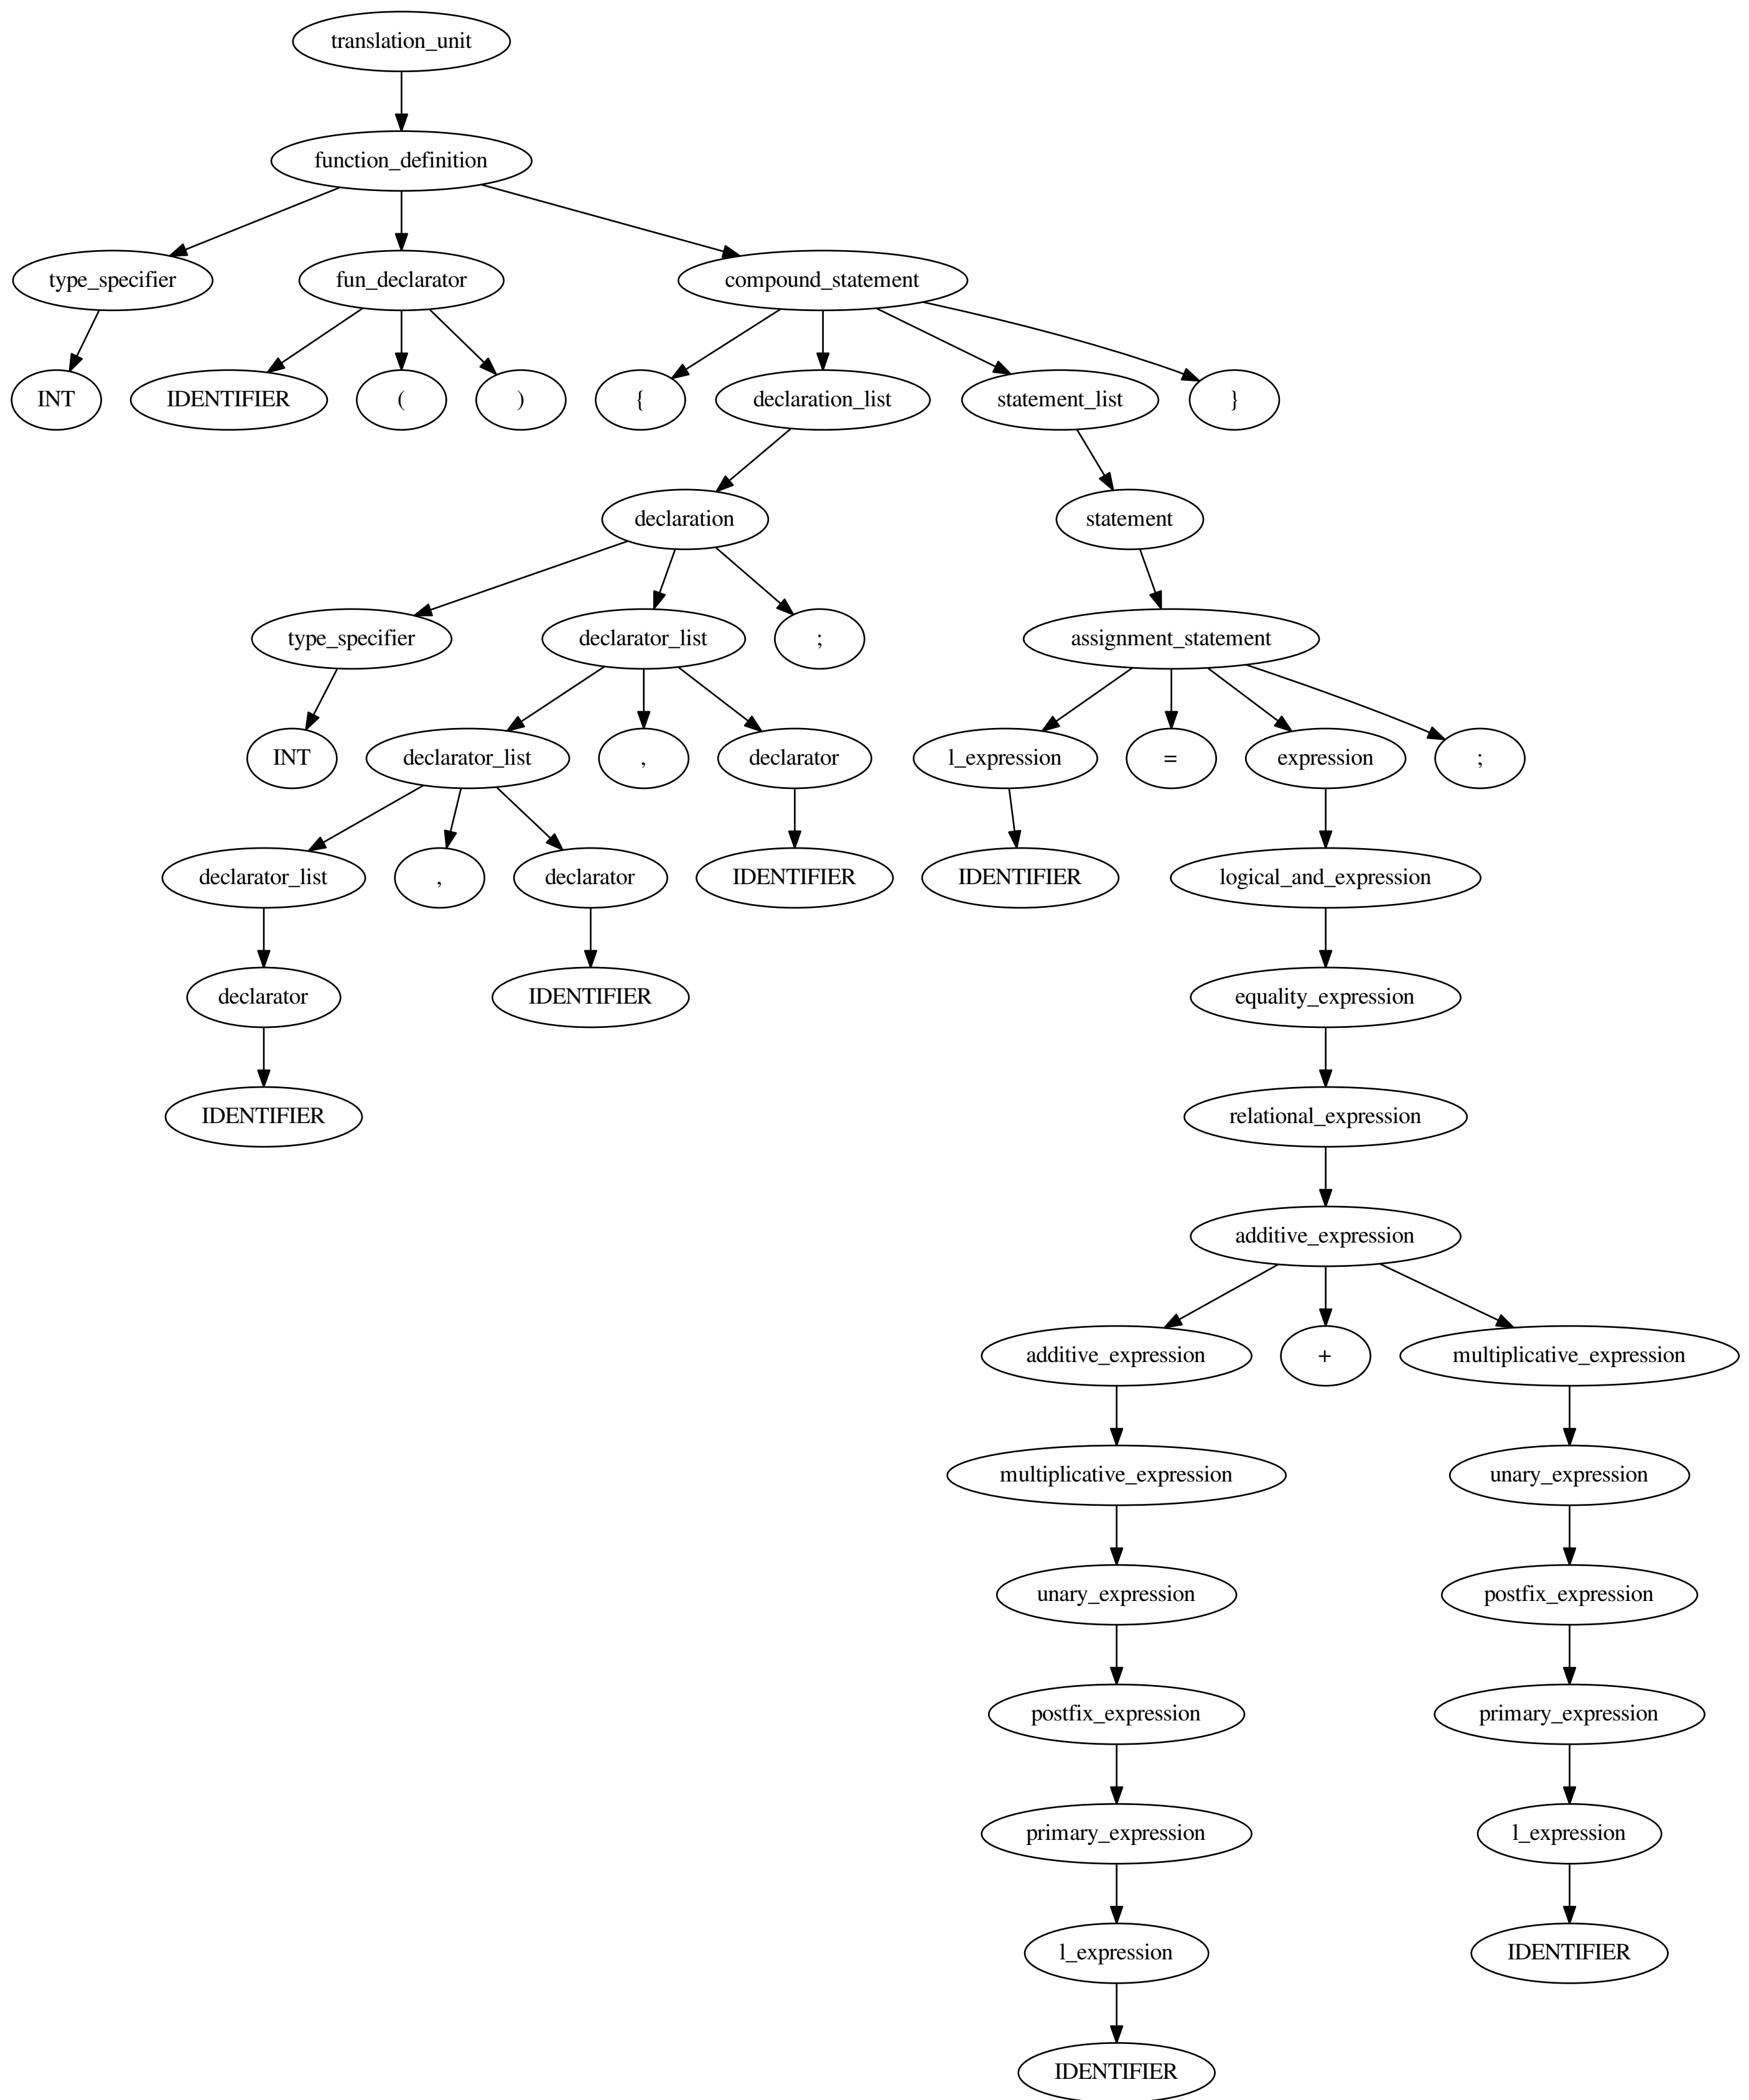 translation_unit
function_definition
type_specifier fun_declarator compound_statement
INT IDENTIFIER ( ) { declaration_list statement_list }
declaration statement
type_specifier declarator_list ; assignment_statement
INT declarator_list , declarator l_expression = expression ;
declarator_list , declarator IDENTIFIER IDENTIFIER logical_and_expression
declarator IDENTIFIER equality_expression
IDENTIFIER relational_expression
additive_expression
additive_expression + multiplicative_expression
multiplicative_expression unary_expression
unary_expression postfix_expression
postfix_expression primary_expression
primary_expression l_expression
l_expression IDENTIFIER
IDENTIFIER